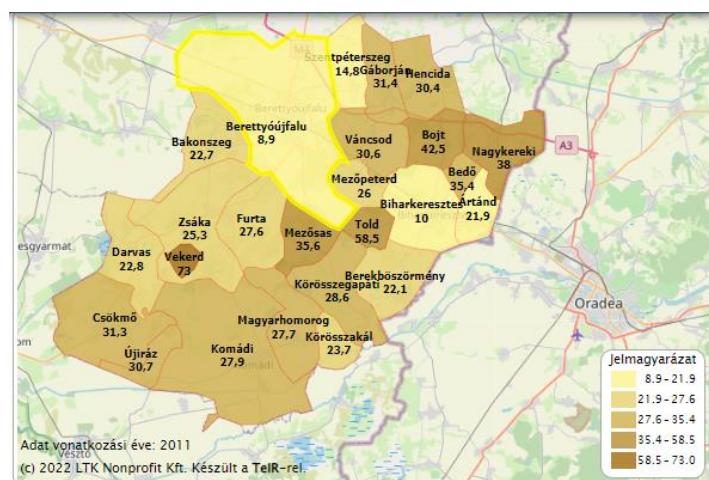 Szentpéterszeg
14,8
Gáborján
31,4
Hencida
30,4
Berettyóújfalu
Berettyóújfalu
8,9
Bakonszeg
22,7
Váncsod
30,6
Bojt
42,5
Nagykereki
38
A3
Mezőpeterd
26
Bedő
35,4
Biharkeresztes
10
Ártánd
21,9
Zsáka
25,3
Furta
27,6
Mezősas
35,6
Told
58,5
Darvas
22,8
Vekerd
73
Körösszegapáti
28,6
Berekböszörmény
22,1
Oradea
Csökmő
31,3
Magyarhomorog
27,7
Körösszakál
23,7
Újiráz
30,7
Komádi
27,9
Jelmagyarázat
8.9 - 21.9
21.9 - 27.6
27.6 - 35.4
35.4 - 58.5
58.5 - 73.0
Adat vonatkozási éve: 2011
Vésztő
(c) 2022 LTK Nonprofit Kft. Készült a TeIR-rel.